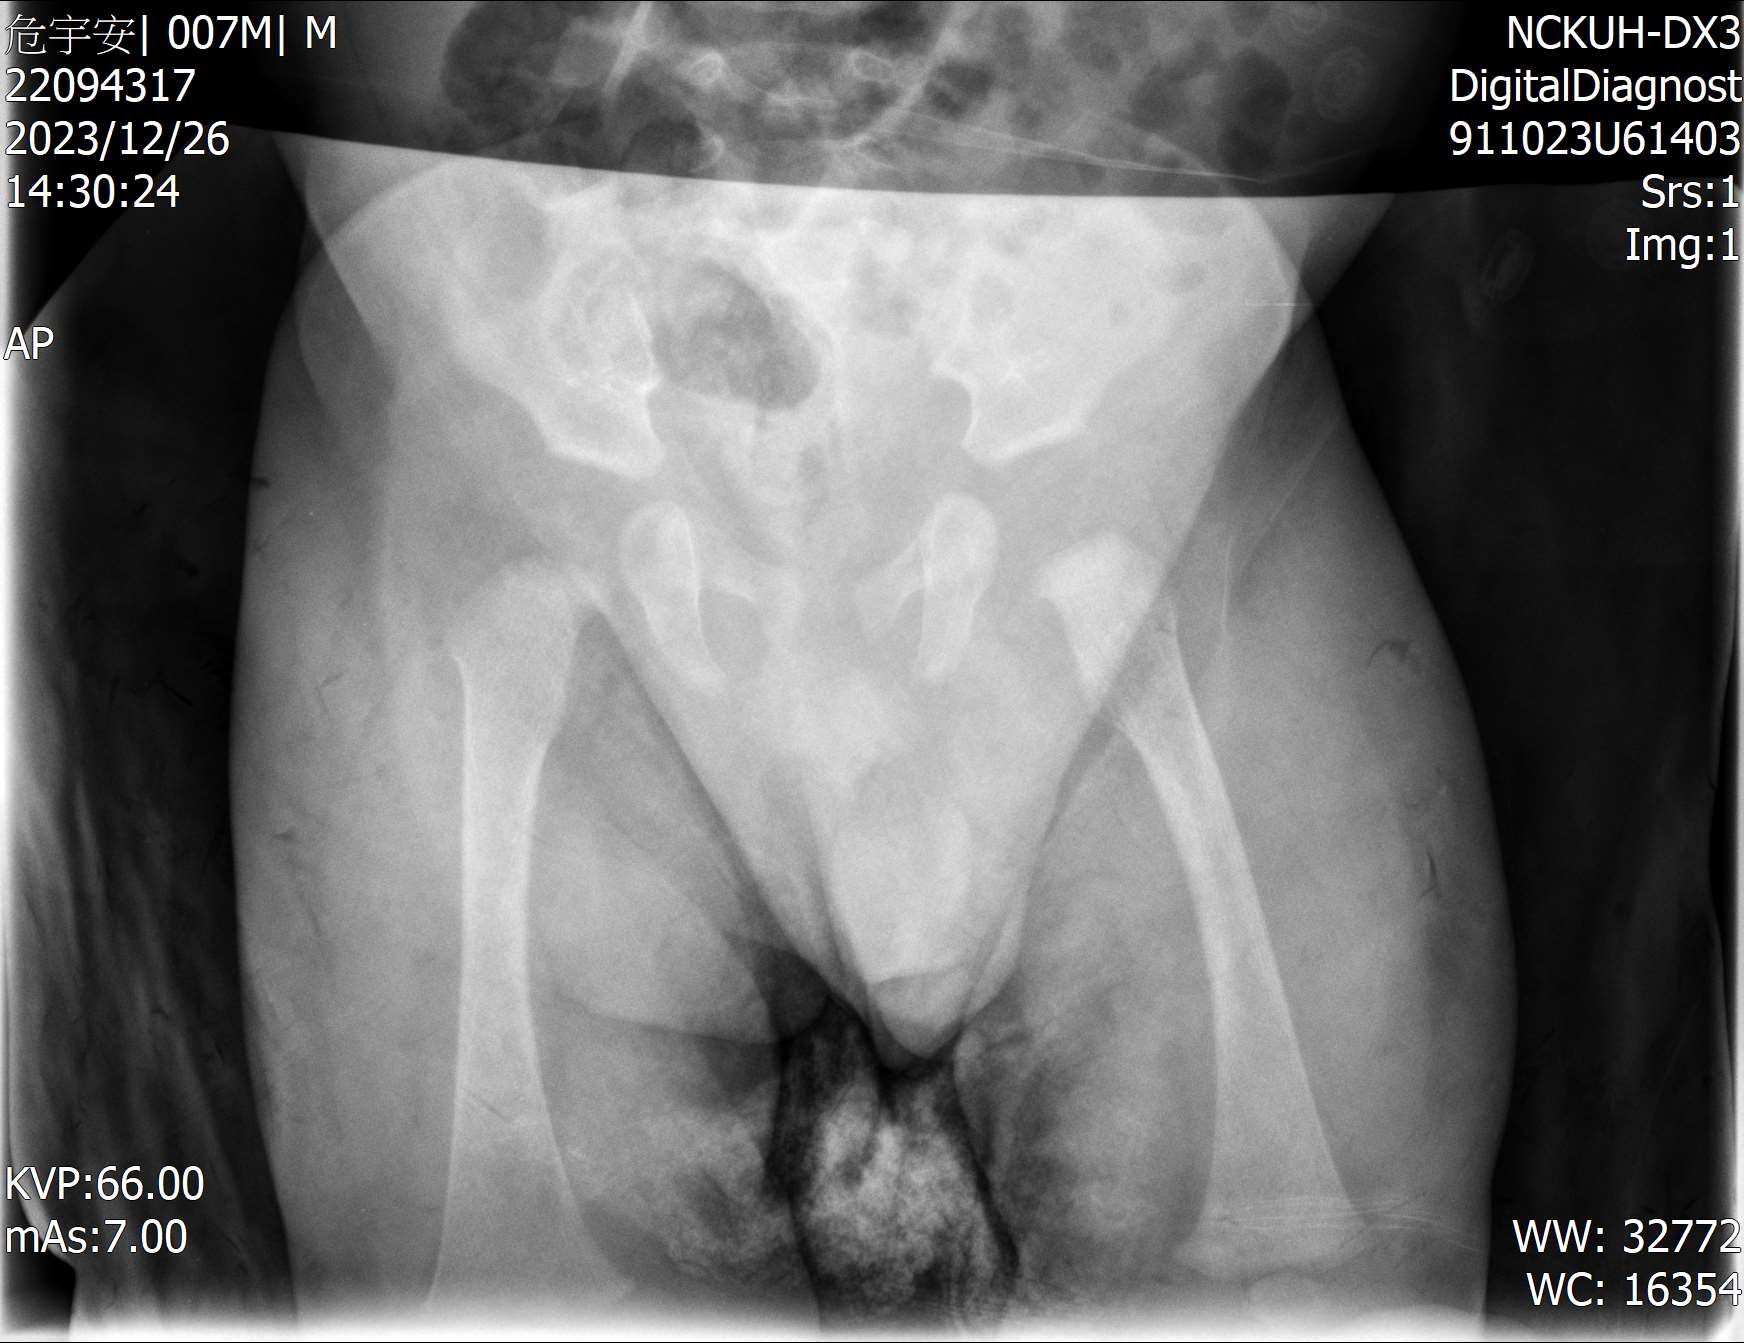 危宇安| 007M| M
22094317
2023/12/26
14:30:24
AP
NCKUH-DX3
DigitalDiagnost
911023U61403
Srs:1
Img:1
KVP:66.00
mAs:7.00
WW: 32772
WC: 16354